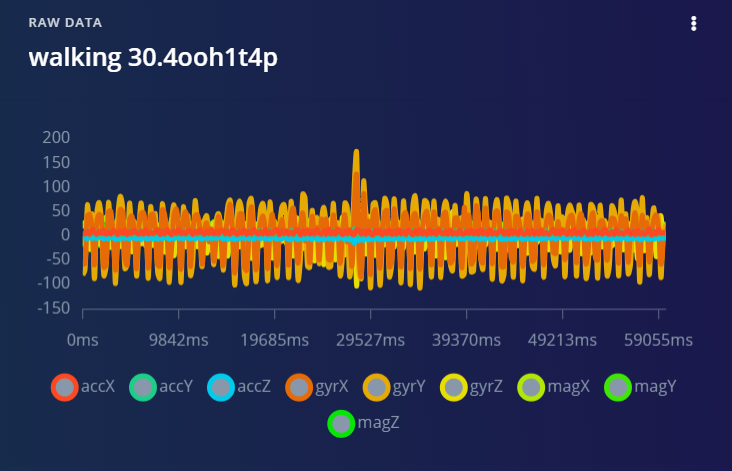 RAW DATA
walking 30.4ooh1t4p
200
150
100
50
0
-50
-100
-150
0ms 9842ms 19685ms 29527ms 39370ms 49213ms 59055ms
accX accY accZ gyrX gyrY gyrZ magX magY
magZ